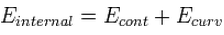 E_{internal} = E_{cont} + E_{curv}